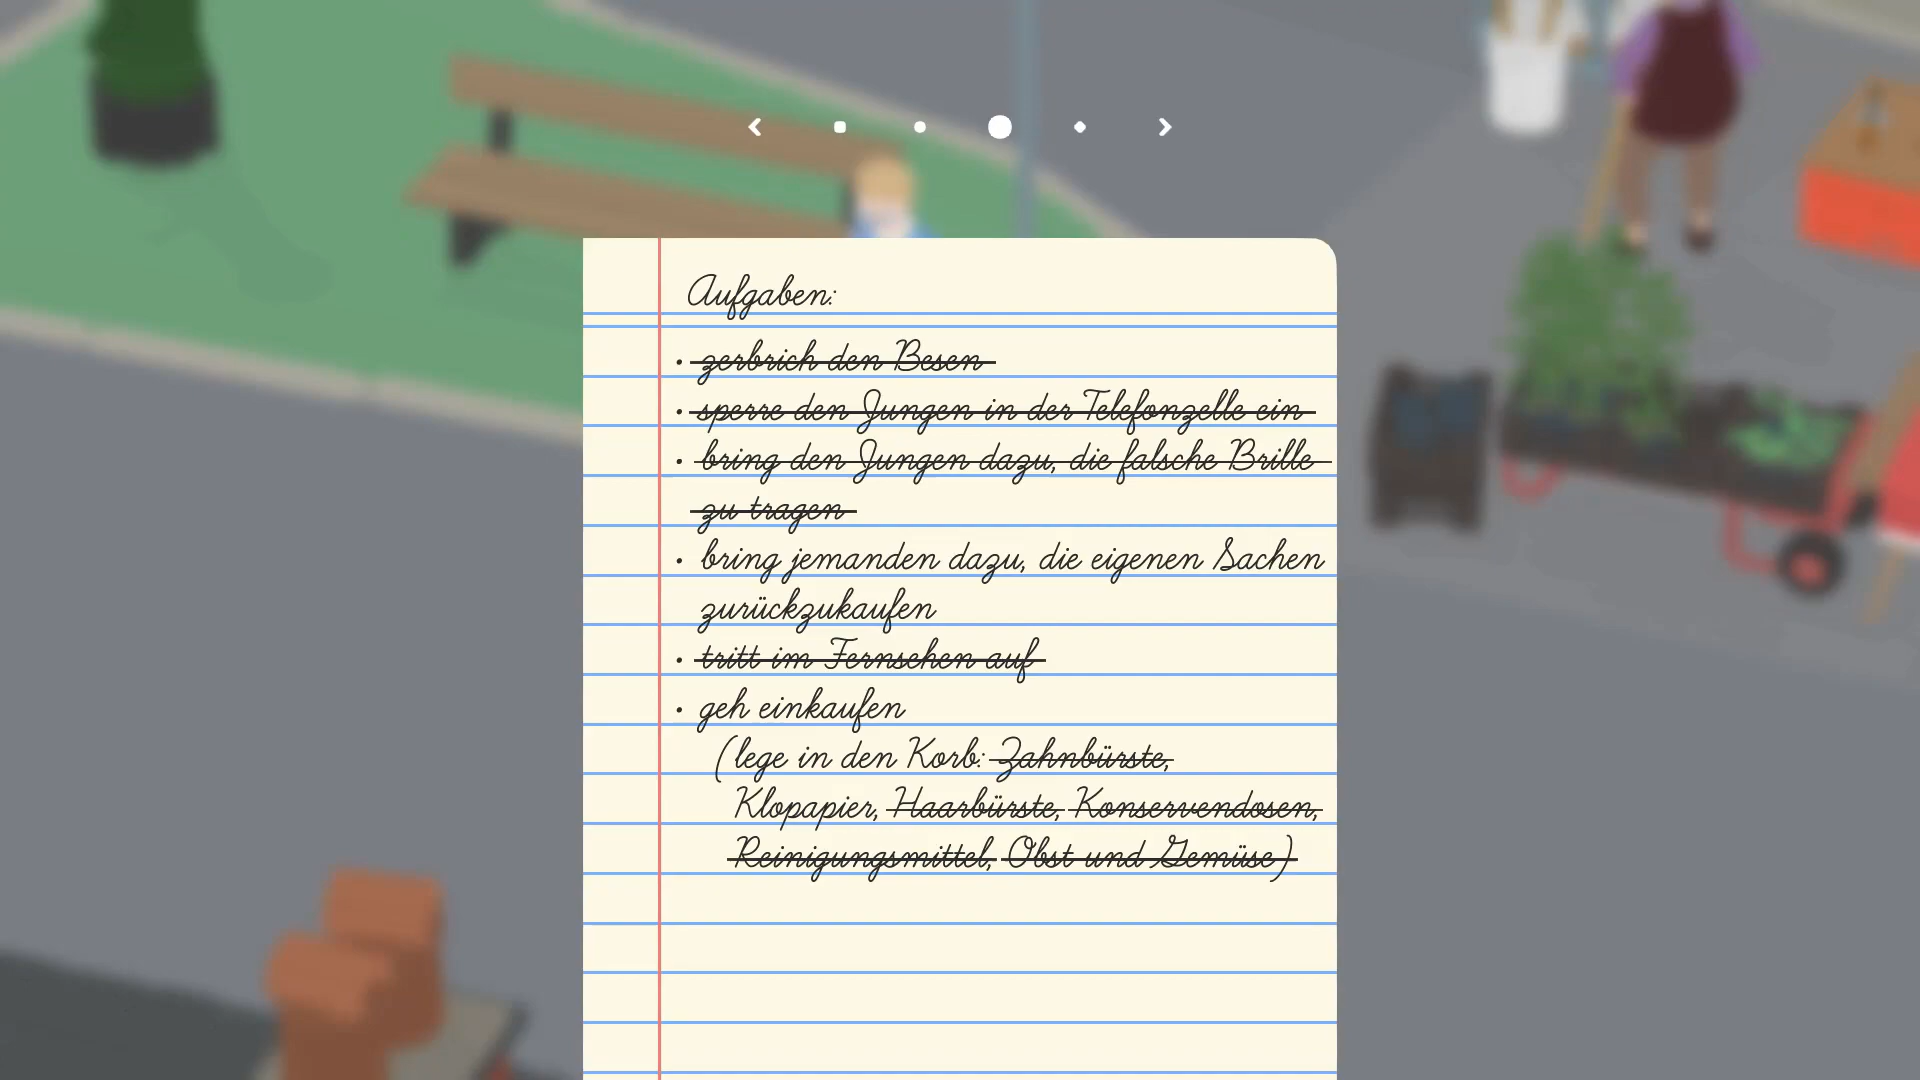 Aufgaben:
• zerbrich den Besen
• sperre den Jungen in der Telefonzelle ein
• bring den Jungen dazu, die falsche Brille
zu tragen
• bring jemanden dazu, die eigenen Sachen
zurückzukaufen
• tritt im Fernsehen auf
• geh einkaufen
(lege in den Korb: Zahnbürste,
Klopapier, Haarbürste, Konservendosen,
Reinigungsmittel, Obst und Gemüse)